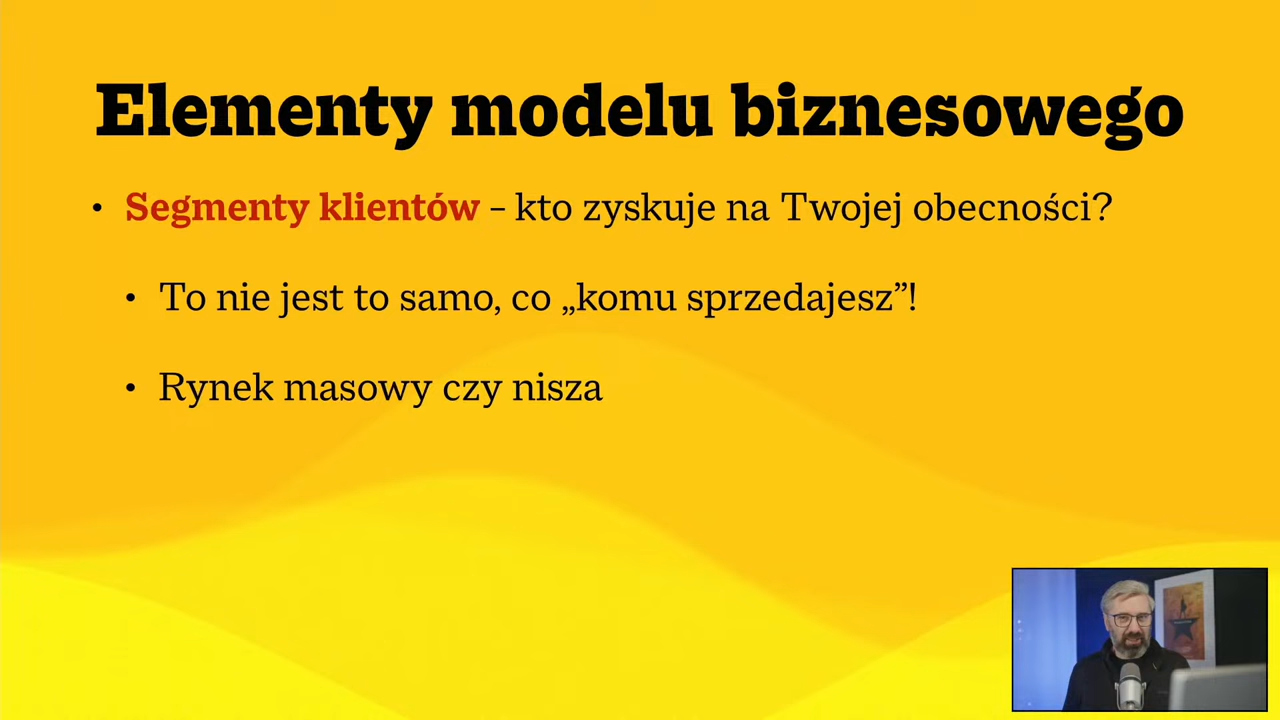 Elementy modelu biznesowego
• Segmenty klientów – kto zyskuje na Twojej obecności?
• To nie jest to samo, co „komu sprzedajesz”!
• Rynek masowy czy nisza